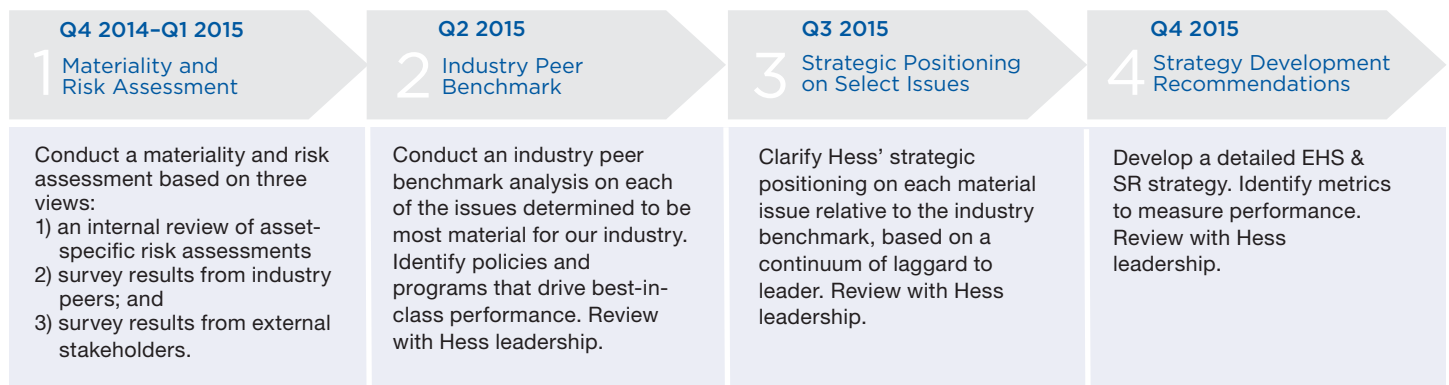 Q4 2014–Q1 2015
1 Materiality and
Risk Assessment
Conduct a materiality and risk
assessment based on three
views:
1) an internal review of asset-
specific risk assessments
2) survey results from industry
peers; and
3) survey results from external
stakeholders.
Q2 2015
2 Industry Peer
Benchmark
Conduct an industry peer
benchmark analysis on each
of the issues determined to be
most material for our industry.
Identify policies and
programs that drive best-in-
class performance. Review
with Hess leadership.
Q3 2015
3 Strategic Positioning
on Select Issues
Clarify Hess’ strategic
positioning on each material
issue relative to the industry
benchmark, based on a
continuum of laggard to
leader. Review with Hess
leadership.
Q4 2015
4 Strategy Development
Recommendations
Develop a detailed EHS &
SR strategy. Identify metrics
to measure performance.
Review with Hess
leadership.